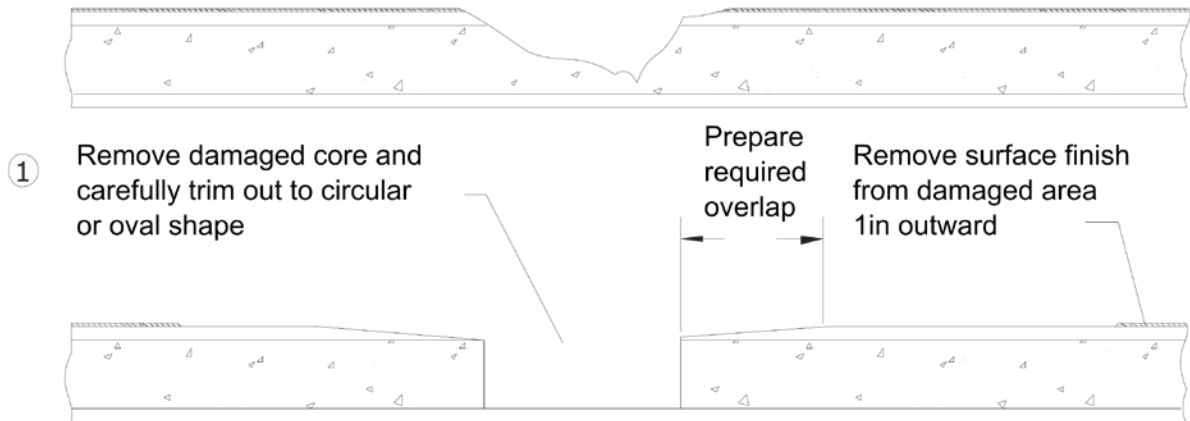 ①
Remove damaged core and
carefully trim out to circular
or oval shape
Prepare
required
overlap
Remove surface finish
from damaged area
1in outward